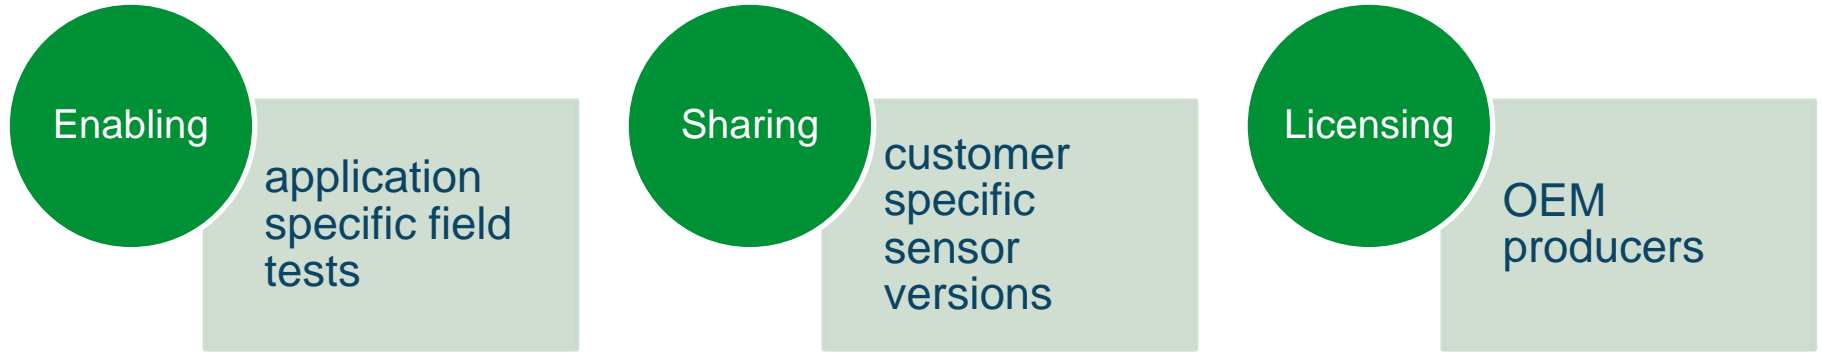 Enabling
application
specific field
tests
Sharing
customer
specific
sensor
versions
Licensing
OEM
producers